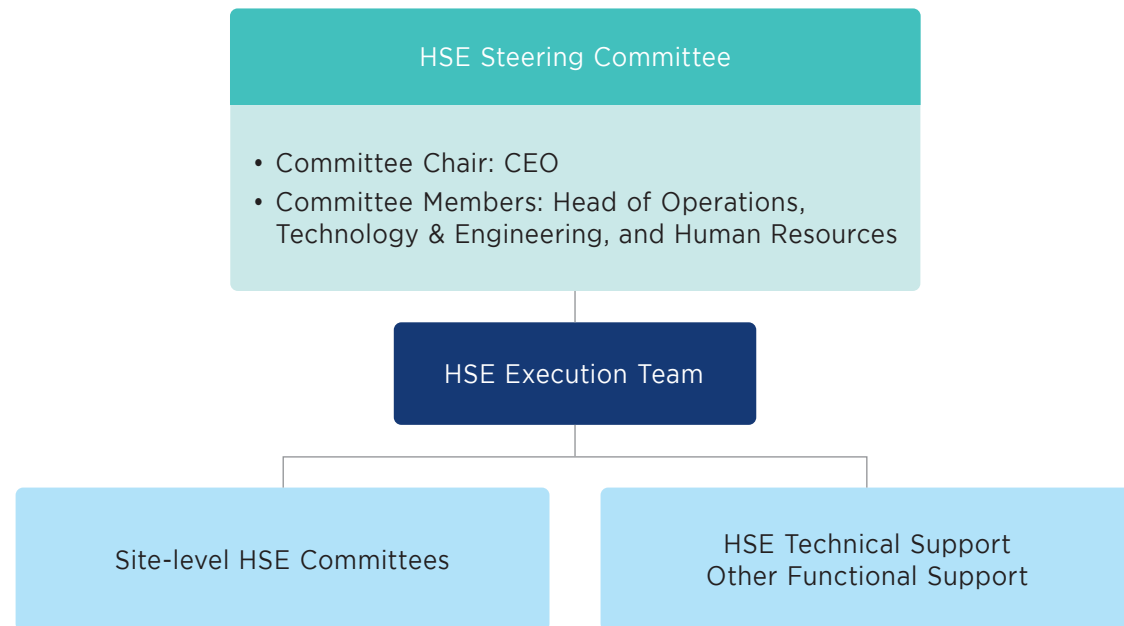 HSE Steering Committee
• Committee Chair: CEO
• Committee Members: Head of Operations,
Technology & Engineering, and Human Resources
HSE Execution Team
Site-level HSE Committees
HSE Technical Support
Other Functional Support